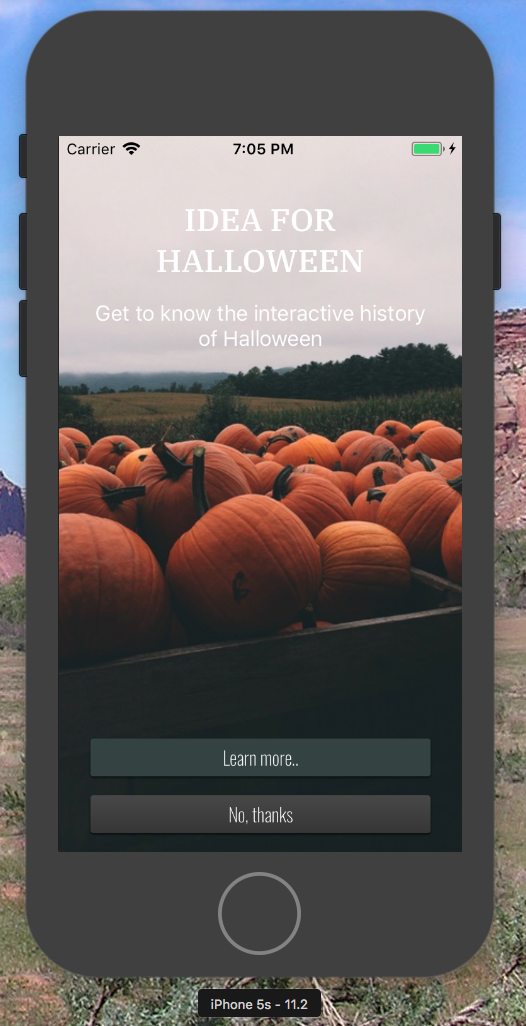 Carrier 7:05 PM
IDEA FOR
HALLOWEEN
Get to know the interactive history
of Halloween
Learn more..
No, thanks
iPhone 5s - 11.2